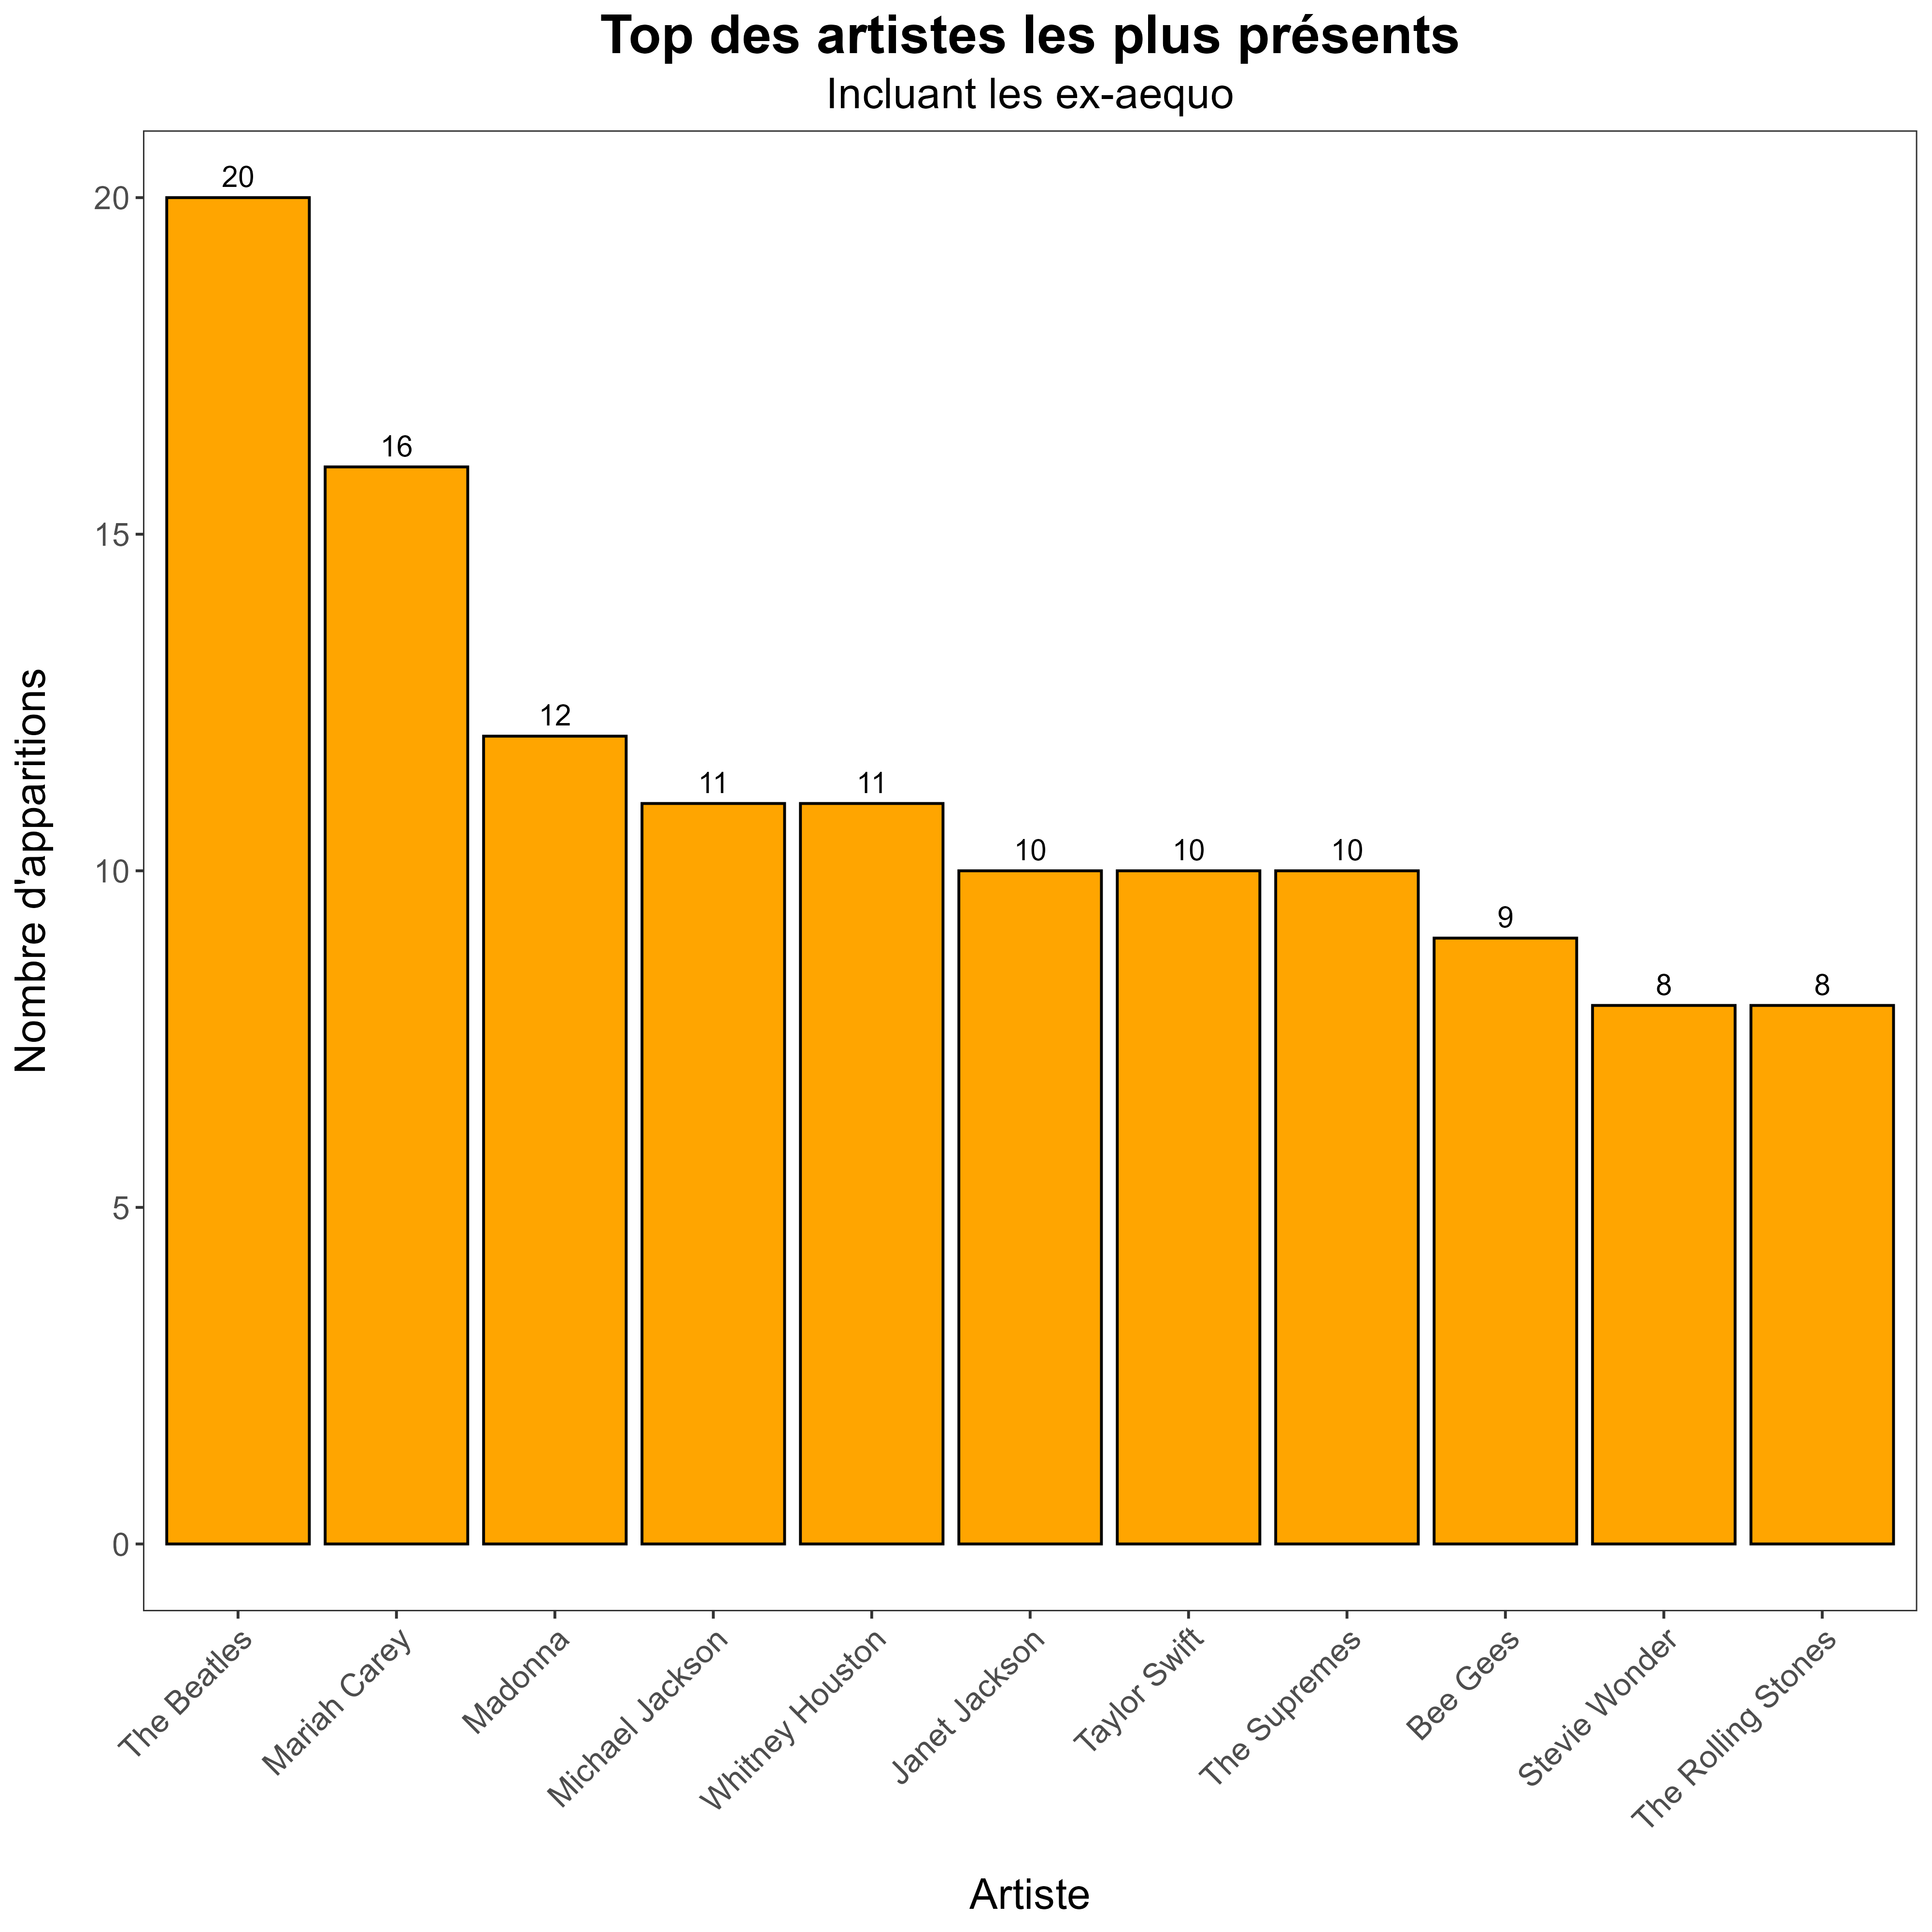 Top des artistes les plus présents
Incluant les ex-aequo
Nombre d'apparitions
20
15
10
5
0
20
16
12
11
11
10
10
10
9
8
8
The Beatles
Mariah Carey
Madonna
Michael Jackson
Whitney Houston
Janet Jackson
Taylor Swift
The Supremes
Bee Gees
Stevie Wonder
The Rolling Stones
Artiste